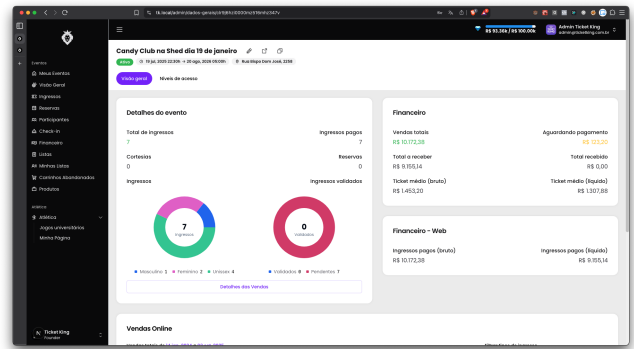 R$ 93.36k / R$ 100.00k
Admin Ticket King
admin@ticketking.com.br
Candy Club na Shed dia 19 de janeiro
Ativo
Visão geral
Níveis de acesso
Eventos
Meus Eventos
Visão Geral
Ingressos
Reservas
Participantes
Check-in
Financeiro
Listas
Minhas Listas
Carrinhos Abandonados
Produtos
Atlética
Atlética
Jogos universitários
Minha Página
Ticket King
Founder
Detalhes do evento
Total de ingressos
Ingressos pagos
7
7
Cortesias
Reservas
0
0
Ingressos
Ingressos validados
7
Ingressos
0
Validados
Masculino 1
Feminino 2
Unissex 4
Validados 0
Pendentes 7
Detalhes das Vendas
Financeiro
Vendas totais
Aguardando pagamento
R$ 10.172,38
Total a receber
Total recebido
R$ 9.155,14
R$ 0,00
Ticket médio (bruto)
Ticket médio (líquido)
R$ 1.453,20
R$ 1.307,88
Financeiro - Web
Ingressos pagos (bruto)
Ingressos pagos (líquido)
R$ 10.172,38
R$ 9.155,14
Vendas Online